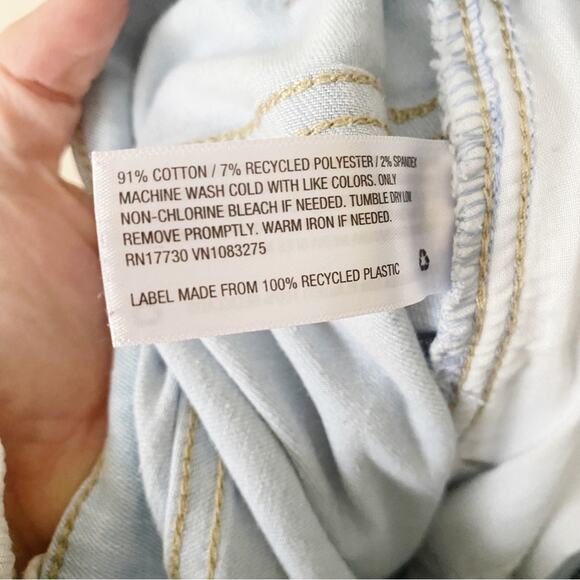 91% COTTON / 7% RECYCLED POLYESTER / 2% SPANDEX
MACHINE WASH COLD WITH LIKE COLORS. ONLY
NON-CHLORINE BLEACH IF NEEDED. TUMBLE DRY LOW.
REMOVE PROMPTLY. WARM IRON IF NEEDED.
RN17730 VN1083275
LABEL MADE FROM 100% RECYCLED PLASTIC